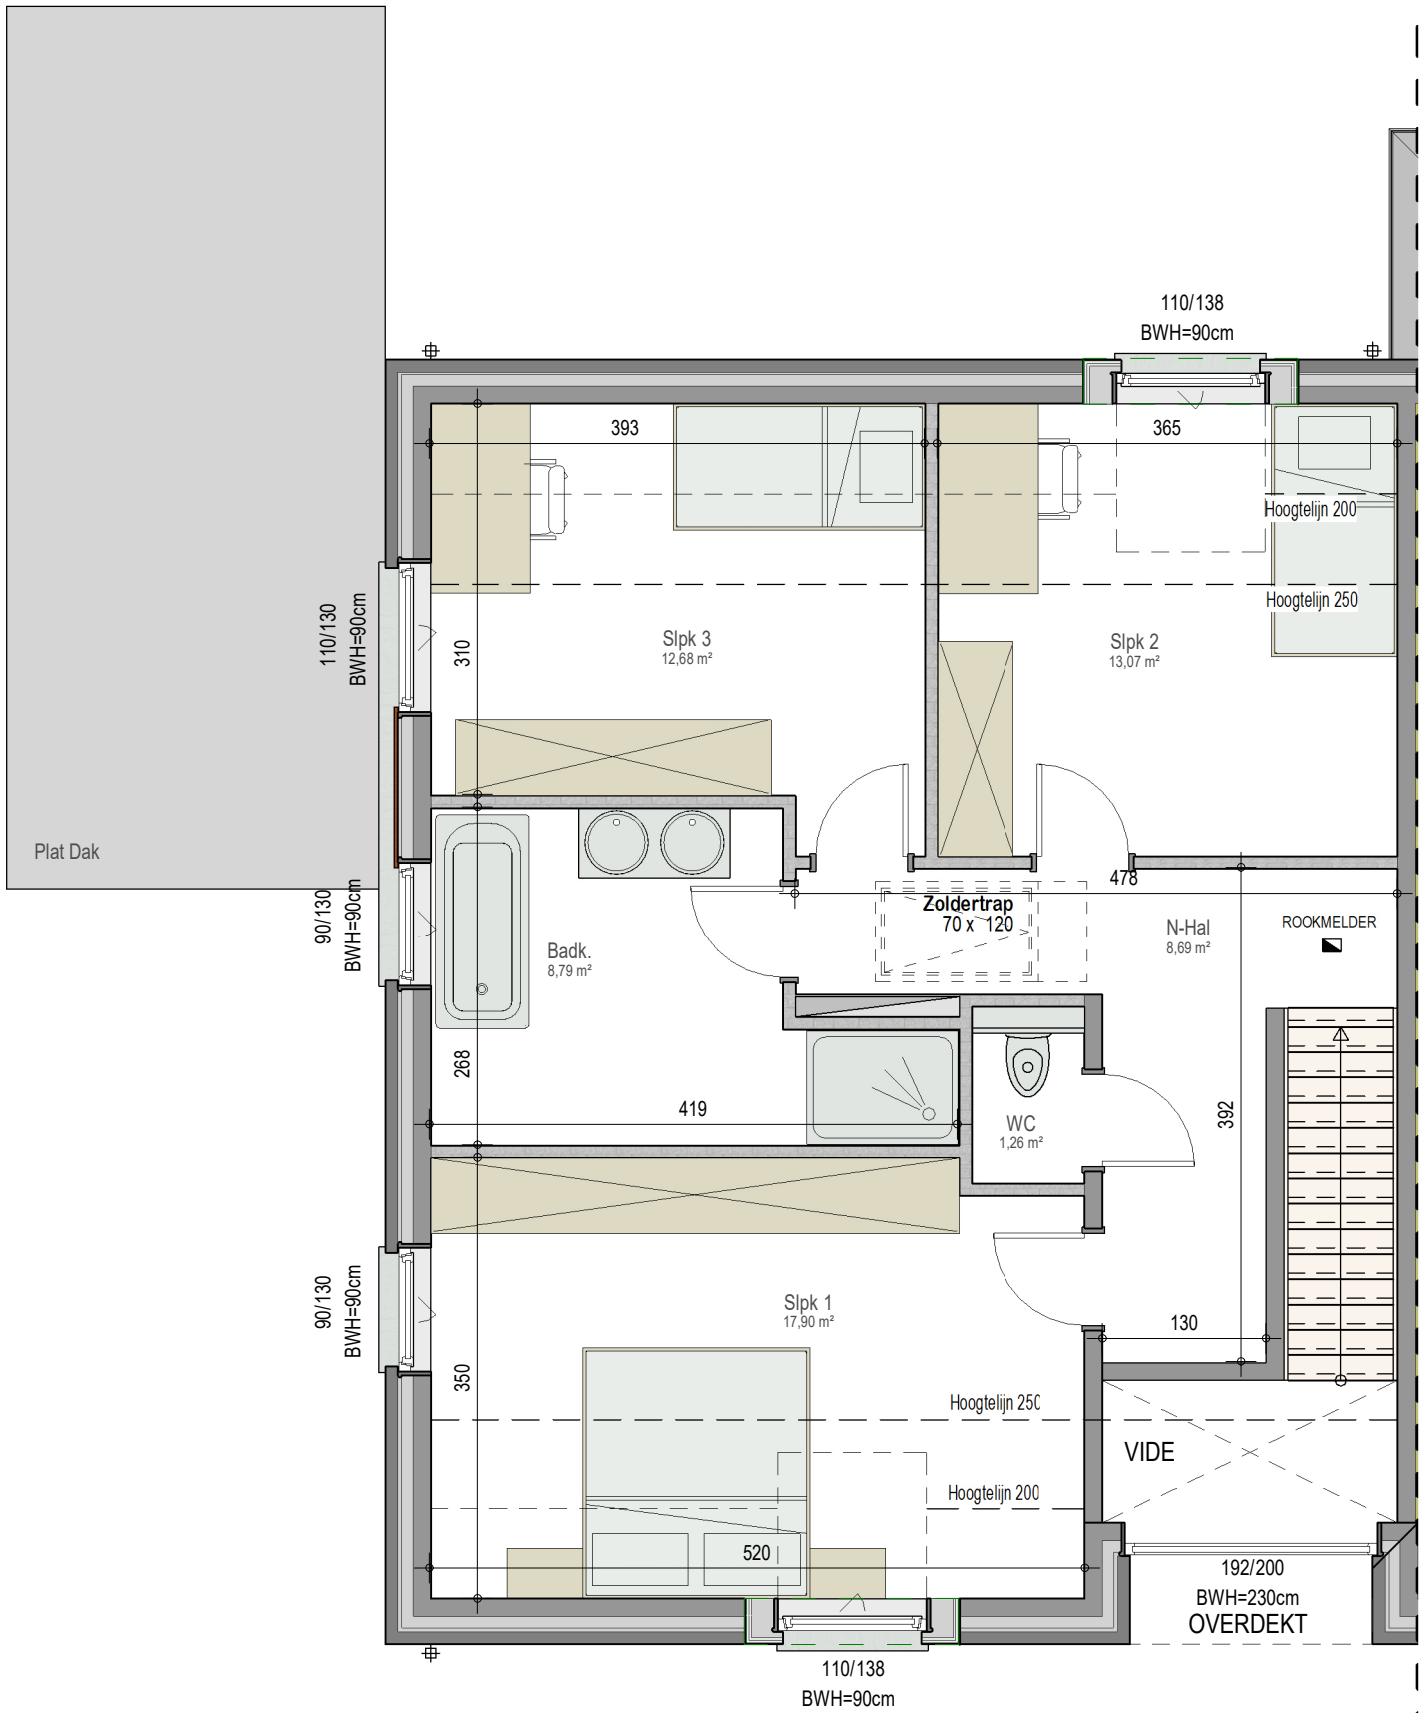 110/138
BWH=90cm
393
365
Hoogtelijn 200
Hoogtelijn 250
110/130
BWH=90cm
310
Slpk 3
12,68 m²
Slpk 2
13,07 m²
Plat Dak
478
Zoldertrap
70 x 120
N-Hal
8,69 m²
ROOKMELDER
90/130
BWH=90cm
Badk.
8,79 m²
268
419
WC
1,26 m²
392
90/130
BWH=90cm
Slpk 1
17,90 m²
130
350
Hoogtelijn 250
VIDE
Hoogtelijn 200
520
192/200
BWH=230cm
OVERDEKT
110/138
BWH=90cm